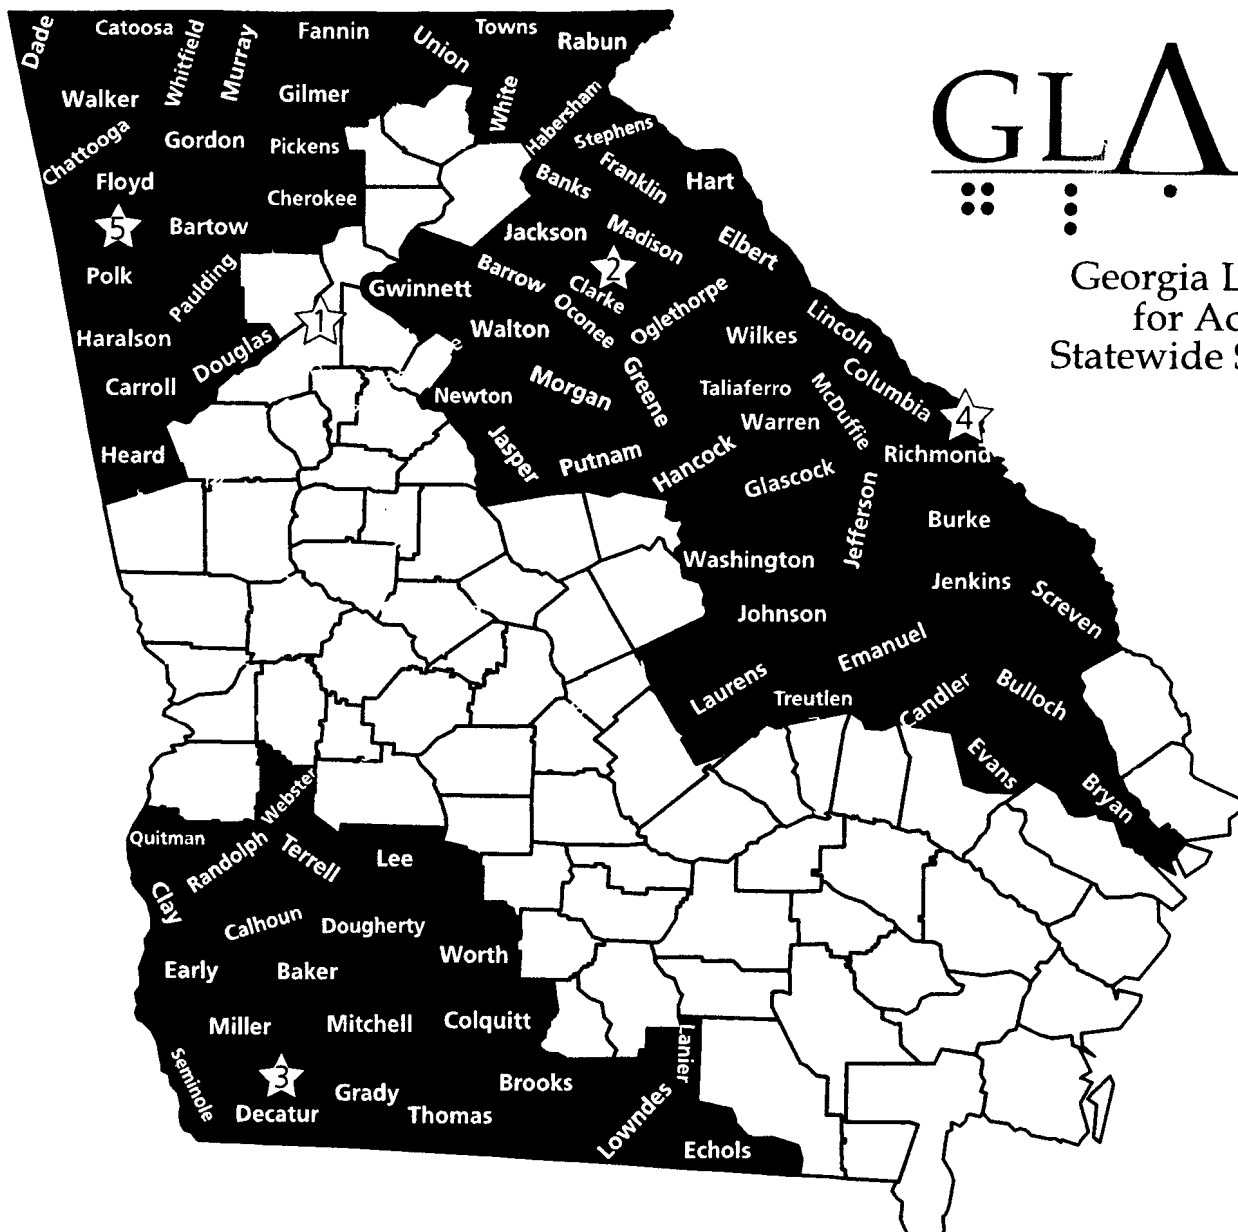 Dade
Catoosa
Whitfield
Murray
Fannin
Union
Towns
Rabun
Walker
Gilmer
White
Habersham
Stephens
Chattooga
Gordon
Pickens
Franklin
Hart
Floyd
Cherokee
Banks
5
Bartow
Jackson
Madison
Elbert
Polk
Paulding
Gwinnett
Barrow
2
Clarke
Oconee
Oglethorpe
Lincoln
1
Haralson
Douglas
Walton
Wilkes
Carroll
Newton
Morgan
Greene
Taliaferro
McDuffie
Columbia
4
Warren
Richmond
Heard
Jasper
Putnam
Hancock
Glascock
Jefferson
Burke
Washington
Jenkins
Screven
Johnson
Emanuel
Laurens
Treutlen
Candler
Bulloch
Evans
Bryan
Webster
Quitman
Randolph
Terrell
Lee
Clay
Calhoun
Dougherty
Worth
Early
Baker
Miller
Mitchell
Colquitt
Lanier
Seminole
3
Decatur
Grady
Thomas
Brooks
Lowndes
Echols
GLA
Georgia L
for Ac
Statewide S